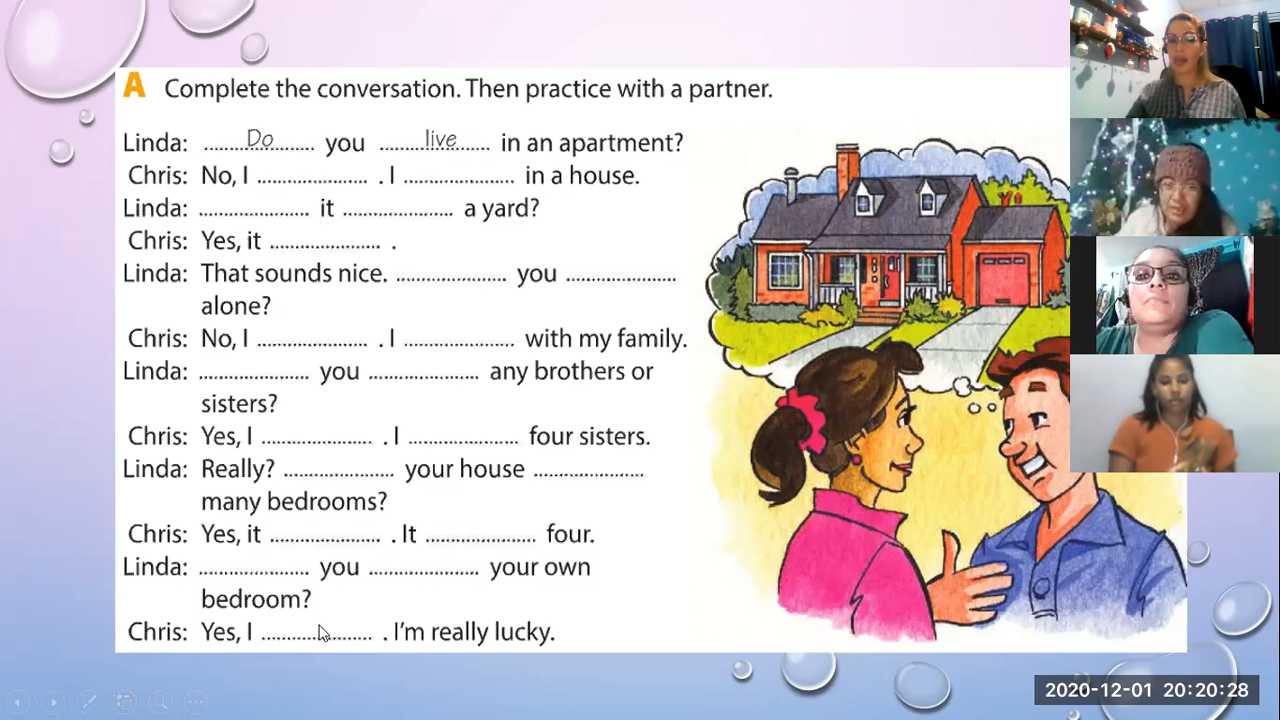 A Complete the conversation. Then practice with a partner.
Linda: ........Do........ you ........live........ in an apartment?
Chris: No, I ...................... . I ...................... in a house.
Linda: ...................... it ...................... a yard?
Chris: Yes, it ...................... .
Linda: That sounds nice. ...................... you ......................
alone?
Chris: No, I ...................... . I ...................... with my family.
Linda: ...................... you ...................... any brothers or
sisters?
Chris: Yes, I ...................... . I ...................... four sisters.
Linda: Really? ...................... your house ......................
many bedrooms?
Chris: Yes, it ...................... . It ...................... four.
Linda: ...................... you ...................... your own
bedroom?
Chris: Yes, I ...................... . I'm really lucky.
2020-12-01 20:20:28